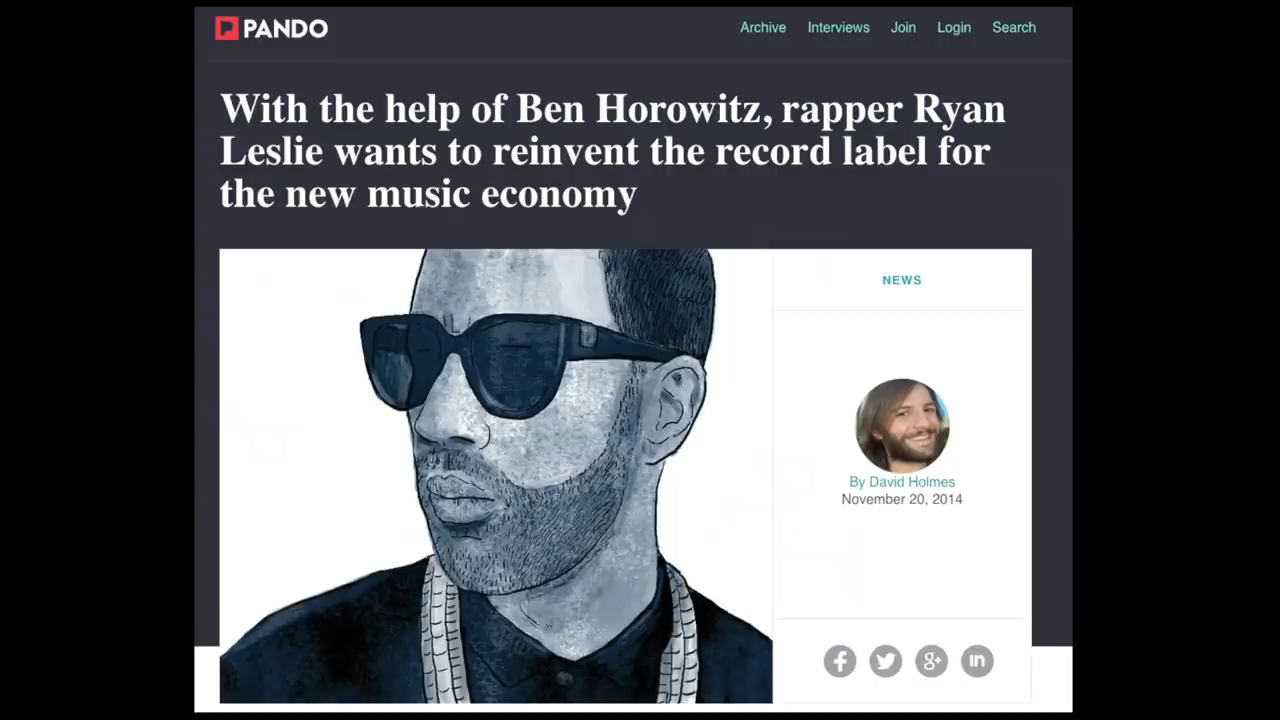 PANDO
Archive Interviews Join Login Search
With the help of Ben Horowitz, rapper Ryan
Leslie wants to reinvent the record label for
the new music economy
NEWS
By David Holmes
November 20, 2014